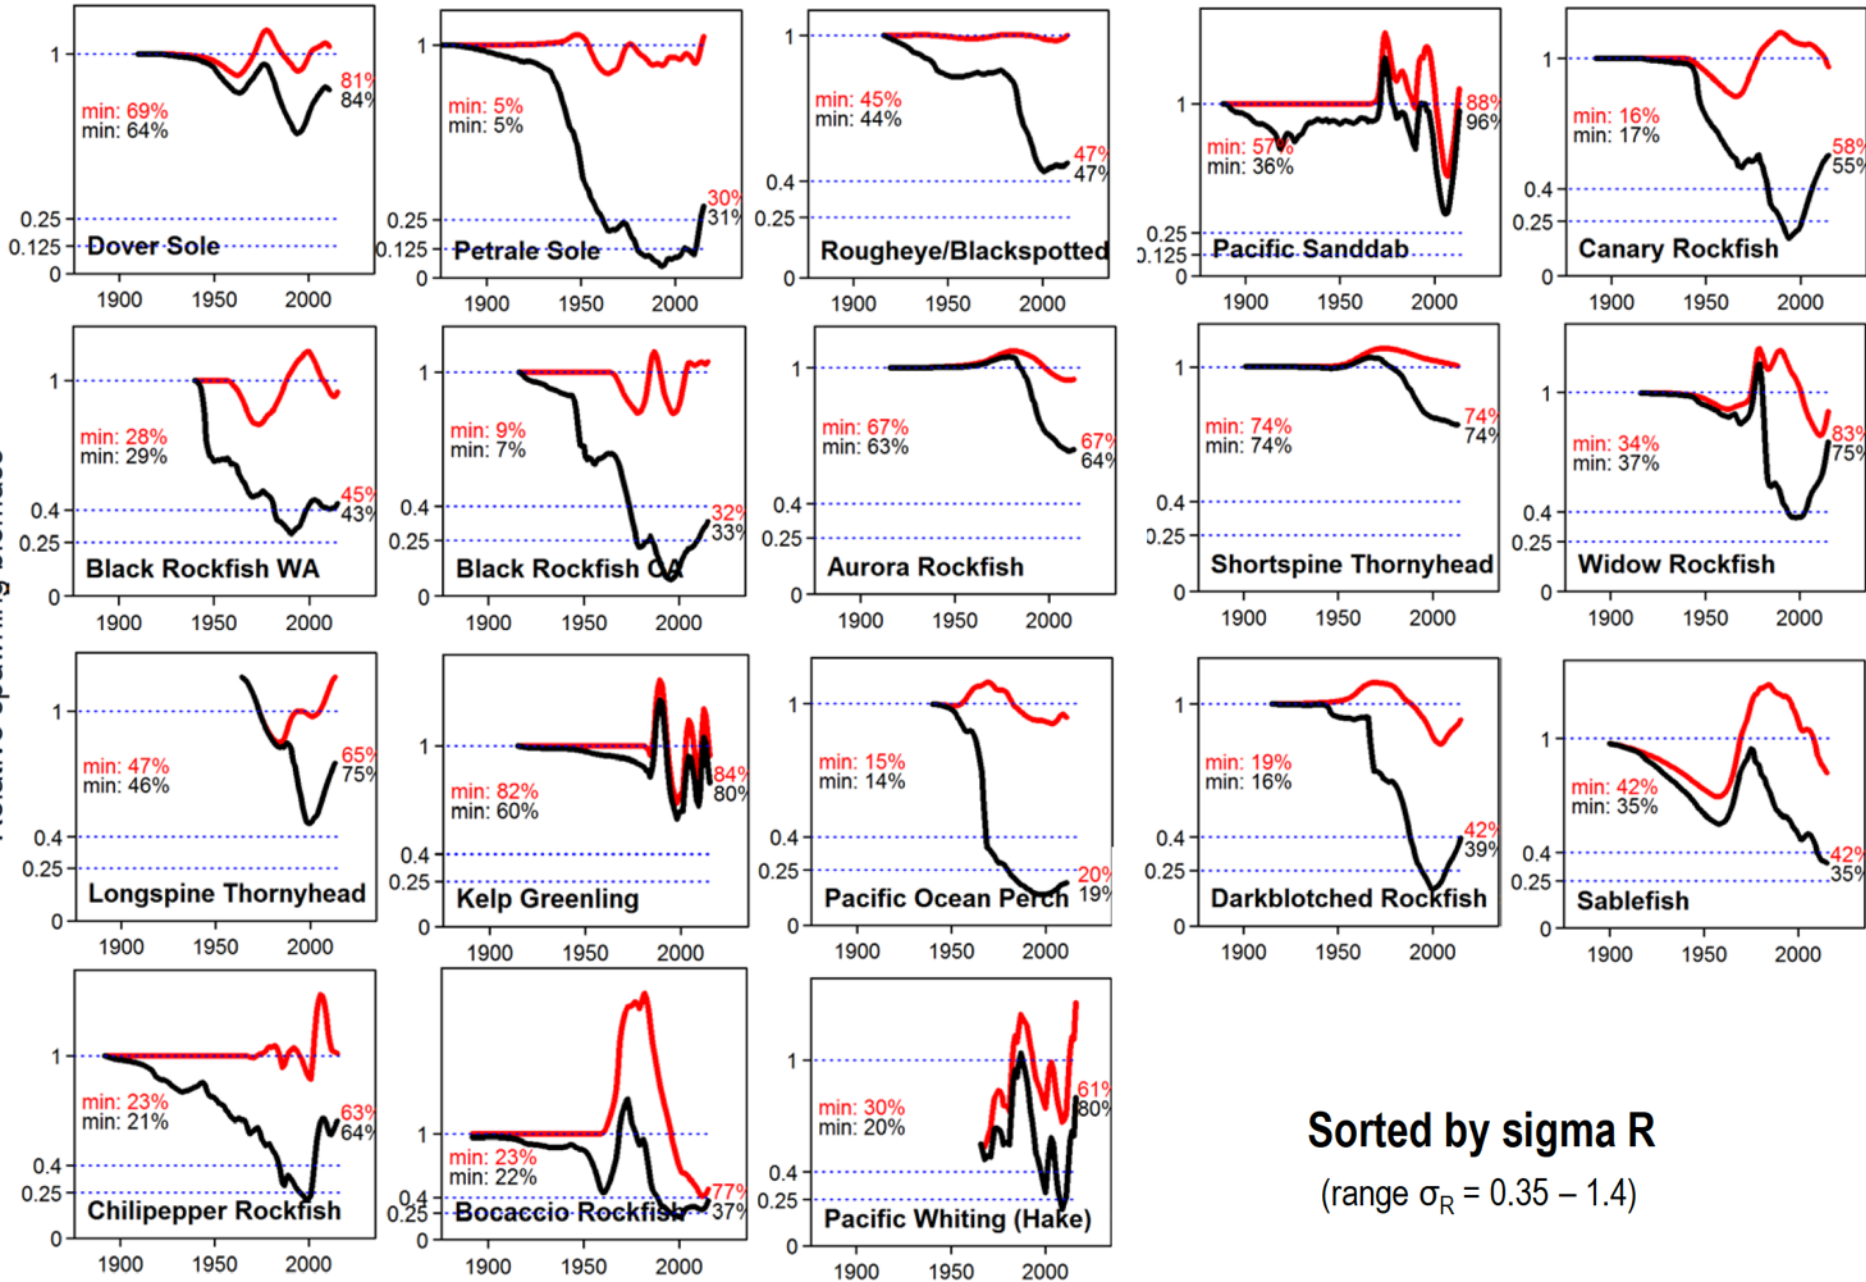 1
0.25
0.125
0
min: 69%
min: 64%
81%
84%
Dover Sole
1900
1950
2000
1
0.25
0.125
0
min: 5%
min: 5%
30%
31%
Petrale Sole
1900
1950
2000
1
0.4
0.25
0
min: 45%
min: 44%
47%
47%
Rougheye/Blackspotted
1900
1950
2000
1
0.25
0.125
0
min: 57%
min: 36%
88%
96%
Pacific Sanddab
1900
1950
2000
1
0.4
0.25
0
min: 16%
min: 17%
58%
55%
Canary Rockfish
1900
1950
2000
1
0.4
0.25
0
min: 28%
min: 29%
45%
43%
Black Rockfish WA
1900
1950
2000
1
0.4
0.25
0
min: 9%
min: 7%
32%
33%
Black Rockfish CA
1900
1950
2000
1
0.4
0.25
0
min: 67%
min: 63%
67%
64%
Aurora Rockfish
1900
1950
2000
1
0.4
0.25
0
min: 74%
min: 74%
74%
74%
Shortspine Thornyhead
1900
1950
2000
1
0.4
0.25
0
min: 34%
min: 37%
83%
75%
Widow Rockfish
1900
1950
2000
1
0.4
0.25
0
min: 47%
min: 46%
65%
75%
Longspine Thornyhead
1900
1950
2000
1
0.4
0.25
0
min: 82%
min: 60%
84%
80%
Kelp Greenling
1900
1950
2000
1
0.4
0.25
0
min: 15%
min: 14%
20%
19%
Pacific Ocean Perch
1900
1950
2000
1
0.4
0.25
0
min: 19%
min: 16%
42%
39%
Darkblotched Rockfish
1900
1950
2000
1
0.4
0.25
0
min: 42%
min: 35%
42%
35%
Sablefish
1900
1950
2000
1
0.4
0.25
0
min: 23%
min: 21%
63%
64%
Chilipepper Rockfish
1900
1950
2000
1
0.4
0.25
0
min: 23%
min: 22%
77%
37%
Bocaccio Rockfish
1900
1950
2000
1
0.4
0.25
0
min: 30%
min: 20%
61%
80%
Pacific Whiting (Hake)
1900
1950
2000
Sorted by sigma R
(range σR = 0.35 – 1.4)